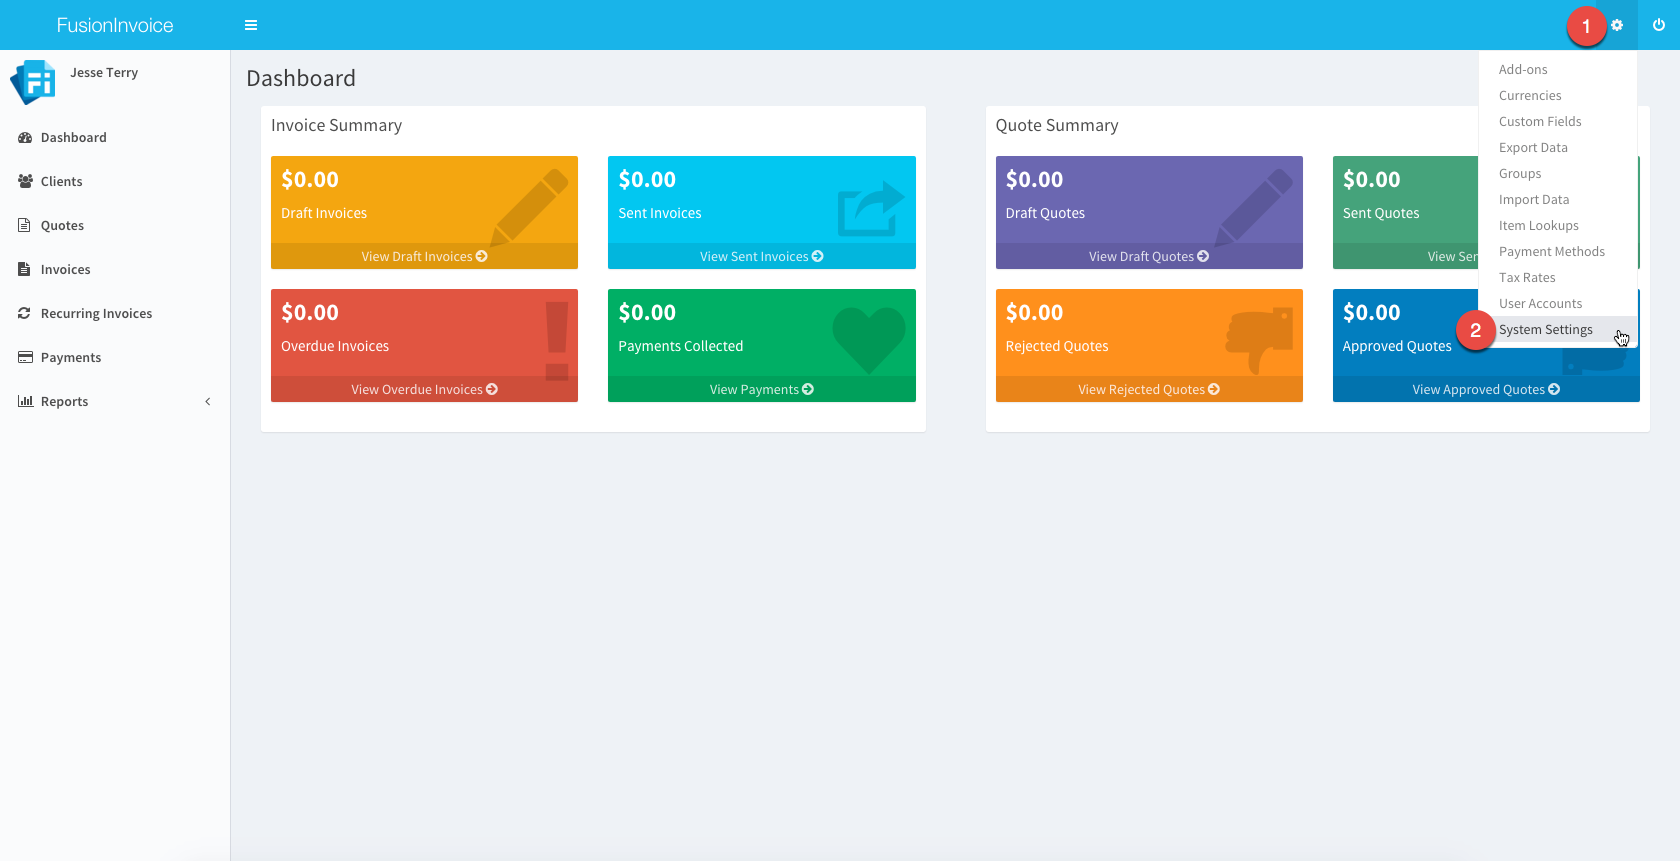 FusionInvoice
1
Jesse Terry
Dashboard
Clients
Quotes
Invoices
Recurring Invoices
Payments
Reports
Dashboard
Invoice Summary
$0.00
Draft Invoices
View Draft Invoices
$0.00
Sent Invoices
View Sent Invoices
$0.00
Overdue Invoices
View Overdue Invoices
$0.00
Payments Collected
View Payments
Quote Summary
$0.00
Draft Quotes
View Draft Quotes
$0.00
Sent Quotes
View
$0.00
Rejected Quotes
View Rejected Quotes
$0.00
Approved Quotes
View Approved Quotes
Add-ons
Currencies
Custom Fields
Export Data
Groups
Import Data
Item Lookups
Payment Methods
Tax Rates
User Accounts
2
System Settings